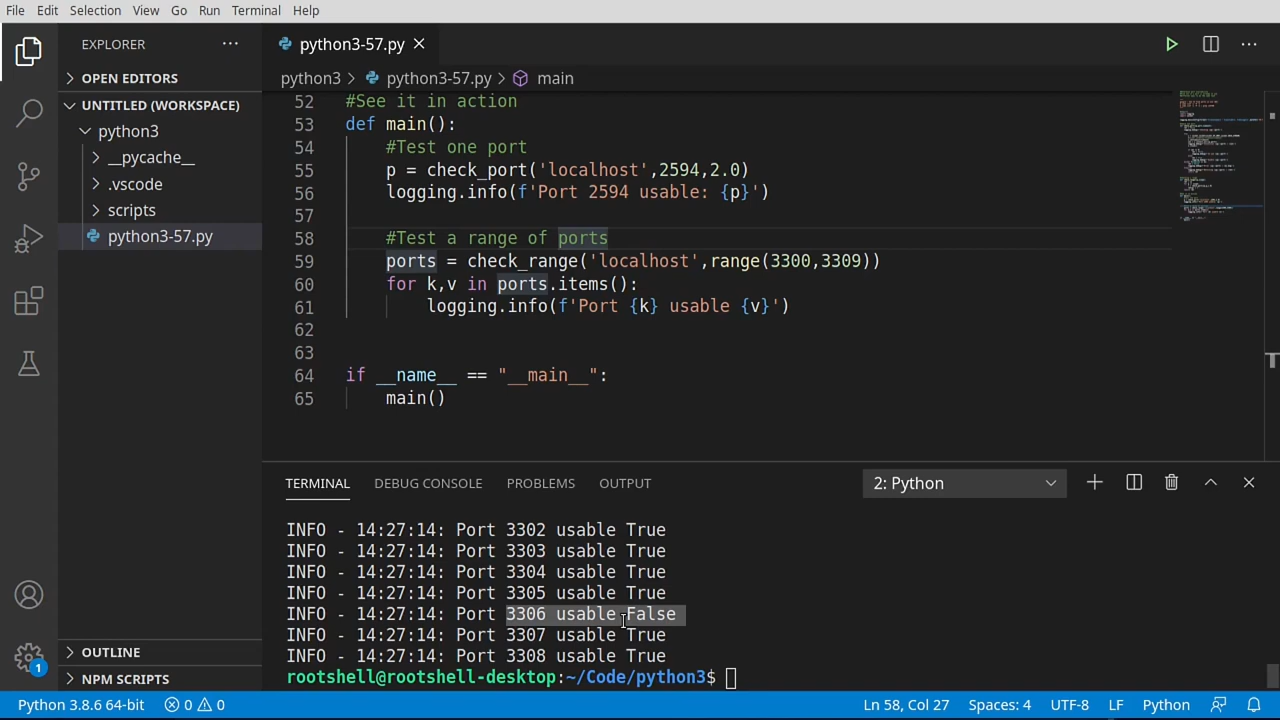 File Edit Selection View Go Run Terminal Help
EXPLORER
python3-57.py
OPEN EDITORS
python3 > python3-57.py > main
UNTITLED (WORKSPACE)
python3
__pycache__
.vscode
scripts
python3-57.py
52 #See it in action
53 def main():
54 #Test one port
55 p = check_port('localhost',2594,2.0)
56 logging.info(f'Port 2594 usable: {p}')
57
58 #Test a range of ports
59 ports = check_range('localhost',range(3300,3309))
60 for k,v in ports.items():
61 logging.info(f'Port {k} usable {v}')
62
63
64 if __name__ == "__main__":
65 main()
TERMINAL DEBUG CONSOLE PROBLEMS OUTPUT 2: Python
INFO - 14:27:14: Port 3302 usable True
INFO - 14:27:14: Port 3303 usable True
INFO - 14:27:14: Port 3304 usable True
INFO - 14:27:14: Port 3305 usable True
INFO - 14:27:14: Port 3306 usable False
INFO - 14:27:14: Port 3307 usable True
INFO - 14:27:14: Port 3308 usable True
rootshell@rootshell-desktop:~/Code/python3$
OUTLINE
NPM SCRIPTS
1
Python 3.8.6 64-bit 0 0 Ln 58, Col 27 Spaces: 4 UTF-8 LF Python